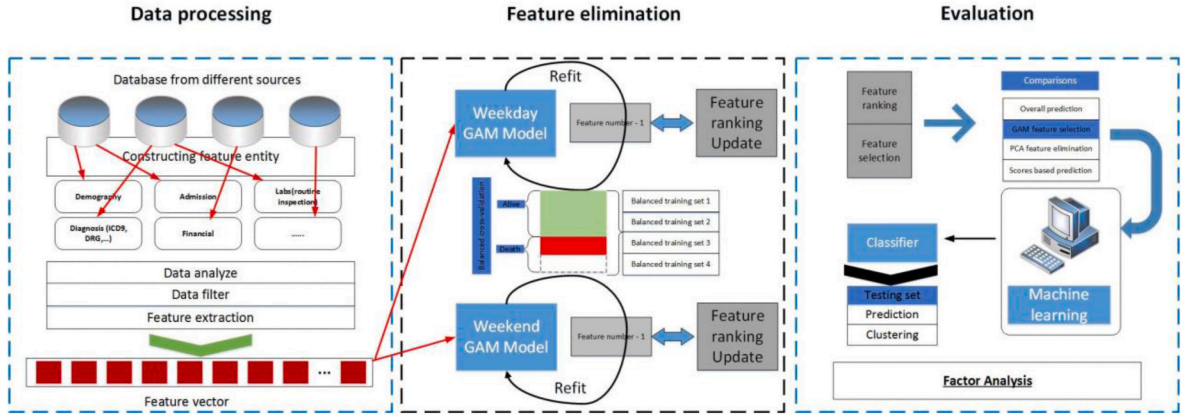 Data processing
Database from different sources
Constructing feature entity
Demography
Admission
Labs(routine
inspection)
Diagnosis (ICD9,
DRG,...)
Financial
......
Data analyze
Data filter
Feature extraction
...
Feature vector
Feature elimination
Refit
Weekday
GAM Model
Feature number - 1
Feature
ranking
Update
Balanced cross-validation
Alive
Death
Balanced training set 1
Balanced training set 2
Balanced training set 3
Balanced training set 4
Weekend
GAM Model
Feature number - 1
Feature
ranking
Update
Refit
Evaluation
Feature
ranking
Feature
selection
Comparisons
Overall prediction
GAM feature selection
PCA feature elimination
Scores based prediction
Machine
learning
Classifier
Testing set
Prediction
Clustering
Factor Analysis